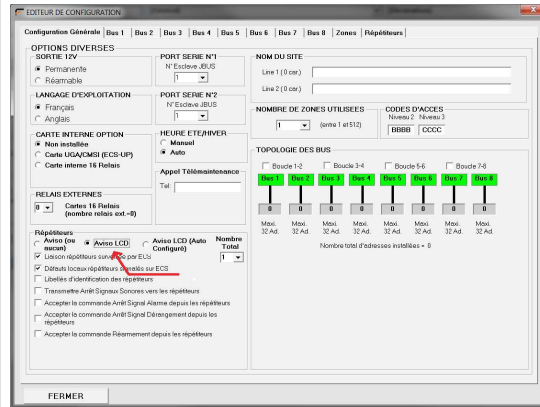 EDITEUR DE CONFIGURATION
Configuration Générale Bus 1 Bus 2 Bus 3 Bus 4 Bus 5 Bus 6 Bus 7 Bus 8 Zones Répétiteurs
OPTIONS DIVERSES
SORTIE 12V
Permanente
Réarmable
PORT SERIE N°1
N° Esclave JBUS
1
NOM DU SITE
Line 1 ( 0 car.)
Line 2 ( 0 car.)
LANGAGE D'EXPLOITATION
Français
Anglais
PORT SERIE N°2
N° Esclave JBUS
1
NOMBRE DE ZONES UTILISEES
1 (entre 1 et 512)
CODES D'ACCES
Niveau 2 Niveau 3
BBBB CCCC
CARTE INTERNE OPTION
Non installée
Carte UGA/CMSI (ECS-UP)
Carte interne 16 Relais
HEURE ETE/HIVER
Manuel
Auto
Appel Télémaintenance
Tel:
TOPOLOGIE DES BUS
Boucle 1-2 Boucle 3-4 Boucle 5-6 Boucle 7-8
Bus 1 Bus 2 Bus 3 Bus 4 Bus 5 Bus 6 Bus 7 Bus 8
0 0 0 0 0 0 0 0
Maxi. Maxi. Maxi. Maxi. Maxi. Maxi. Maxi. Maxi.
32 Ad. 32 Ad. 32 Ad. 32 Ad. 32 Ad. 32 Ad. 32 Ad. 32 Ad.
Nombre total d'adresses installées = 0
RELAIS EXTERNES
0 Cartes 16 Relais
(nombre relais ext.=0)
Répétiteurs
Aviso (ou aucun)
Aviso LCD
Aviso LCD (Auto Configuré)
Nombre Total
1
Liaison répétiteurs surveillée par ECS
Défauts locaux répétiteurs signalés sur ECS
Libellés d'identification des répétiteurs
Transmettre Arrêt Signaux Sonores vers les répétiteurs
Accepter la commande Arrêt Signal Alarme depuis les répétiteurs
Accepter la commande Arrêt Signal Dérangement depuis les
répétiteurs
Accepter la commande Réarmement depuis les répétiteurs
FERMER